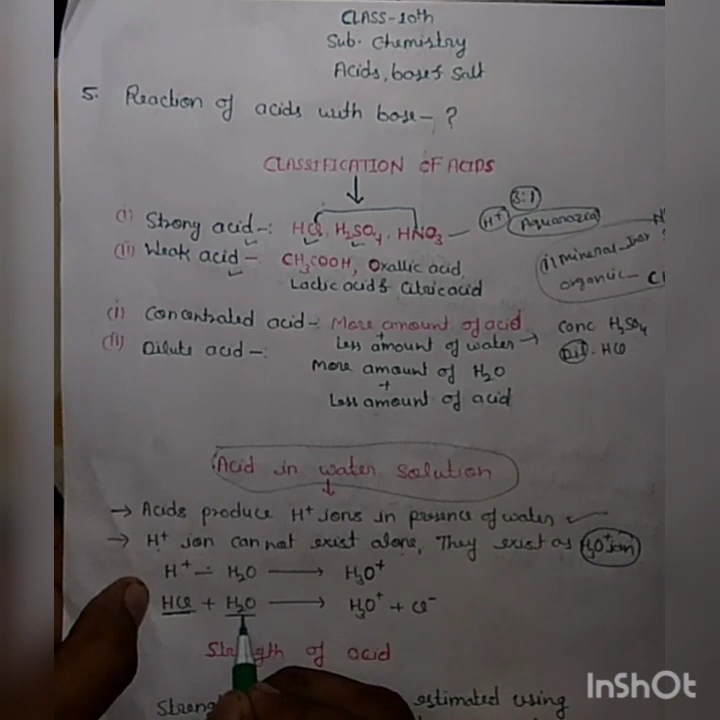 CLASS-10th
Sub- Chemistry
Acids, bases Salt
5. Reaction of acids with base-?
CLASSIFICATION OF ACIDS
3:1
(i) Strong acid-: HCl, H₂SO₄, HNO₃ — H⁺
(ii) Weak acid-: CH₃COOH, Oxallic acid,
Lactic acid & Citric acid
(i) mineral-
organic-
(i) Concentrated acid-: More amount of acid
+
Less amount of water → Conc H₂SO₄
(ii) Dilute acid-: Dil. HCl
More amount of H₂O
+
Less amount of acid
Acid in water solution
→ Acids produce H⁺ ions in presence of water
→ H⁺ ion can not exist alone, They exist as H₃O⁺ ion
H⁺ - H₂O → H₃O⁺
HCl + H₂O → H₃O⁺ + Cl⁻
Strength of acid
estimated using
InShOt